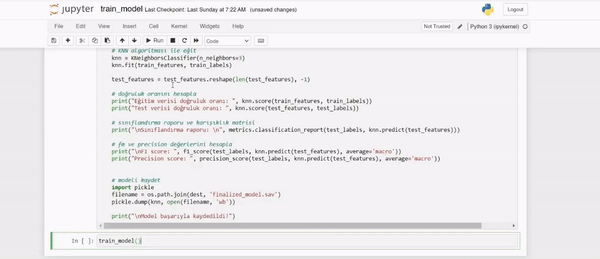 jupyter train_model Last Checkpoint: Last Sunday at 7:22 AM (unsaved changes)
Logout
File Edit View Insert Cell Kernel Widgets Help
Not Trusted Python 3 (ipykernel)
Run Code
# KNN algoritması ile eğit
knn = KNeighborsClassifier(n_neighbors=3)
knn.fit(train_features, train_labels)
test_features = test_features.reshape(len(test_features), -1)
# doğruluk oranını hesapla
print("Eğitim verisi doğruluk oranı: ", knn.score(train_features, train_labels))
print("Test verisi doğruluk oranı: ", knn.score(test_features, test_labels))
# sınıflandırma raporu ve karışıklık matrisi
print("\nSınıflandırma raporu: \n", metrics.classification_report(test_labels, knn.predict(test_features)))
# fm ve precision değerlerini hesapla
print("\nF1 score: ", f1_score(test_labels, knn.predict(test_features), average='macro'))
print("Precision score: ", precision_score(test_labels, knn.predict(test_features), average='macro'))
# modeli kaydet
import pickle
filename = os.path.join(dest, 'finalized_model.sav')
pickle.dump(knn, open(filename, 'wb'))
print("\nModel başarıyla kaydedildi!")
In [ ]: train_model()